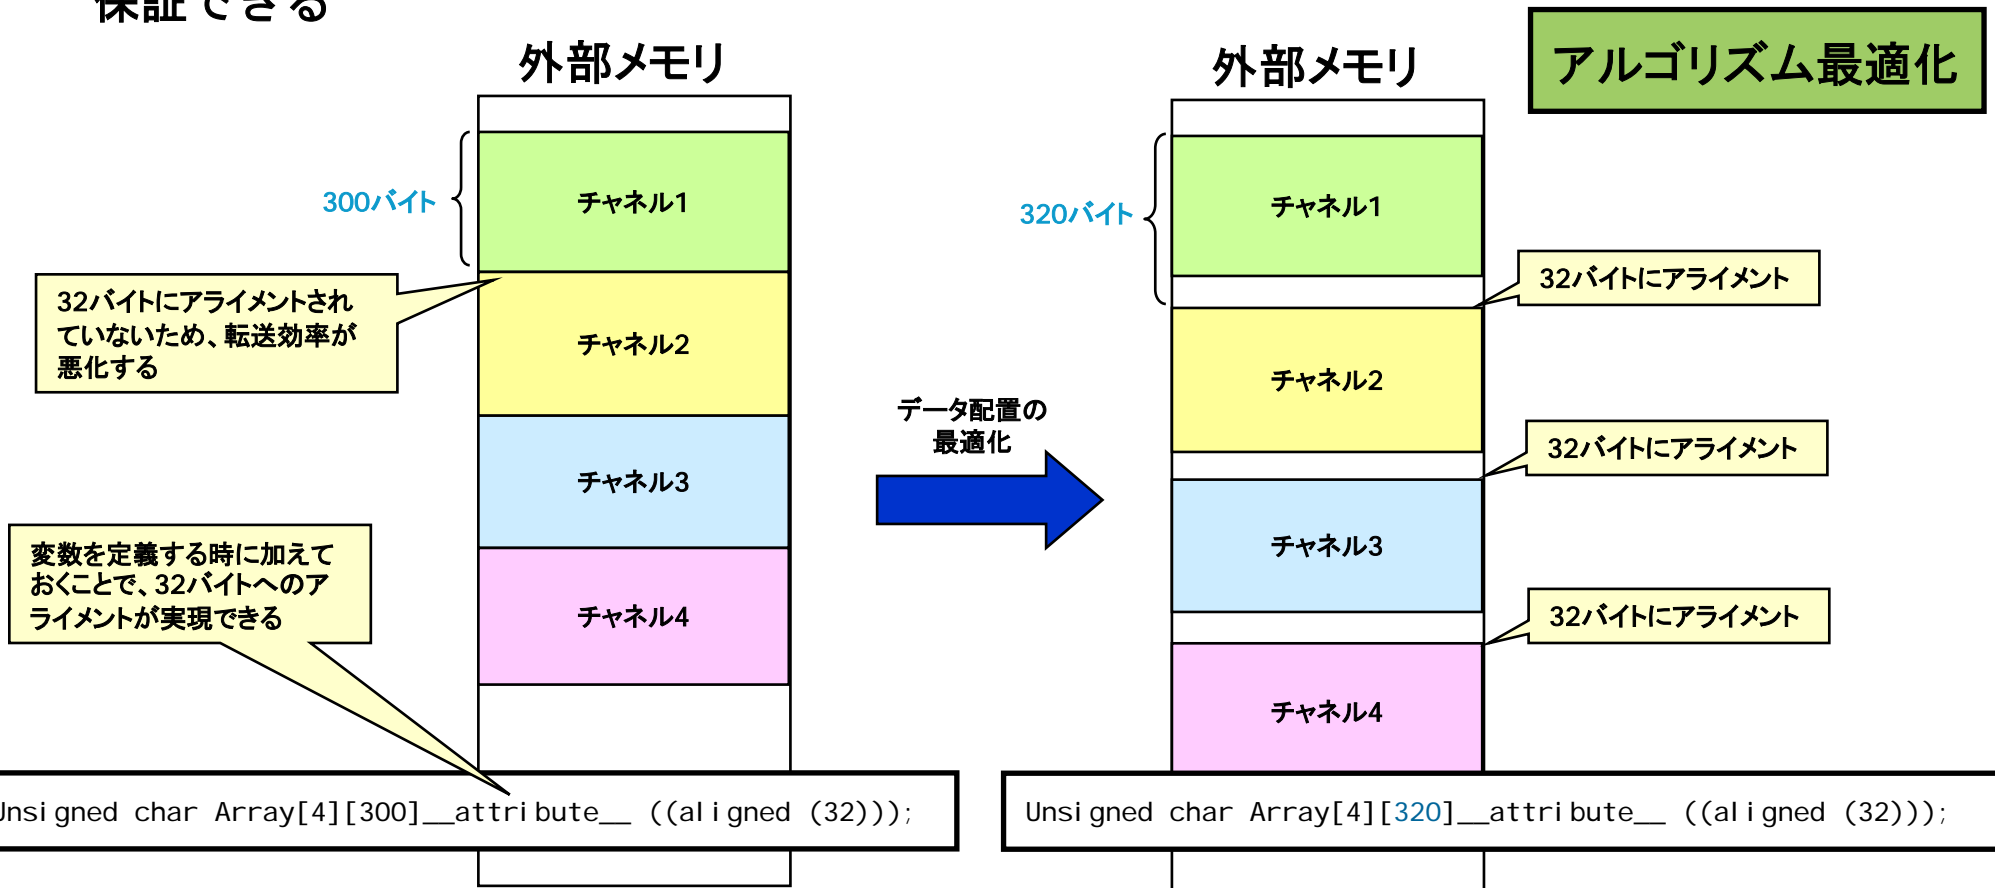 保証できる
外部メモリ
外部メモリ
アルゴリズム最適化
300バイト
チャネル1
320バイト
チャネル1
32バイトにアライメントされ
ていないため、転送効率が
悪化する
チャネル2
32バイトにアライメント
チャネル2
データ配置の
最適化
32バイトにアライメント
チャネル3
チャネル3
変数を定義する時に加えて
おくことで、32バイトへのア
ライメントが実現できる
チャネル4
32バイトにアライメント
チャネル4
Unsigned char Array[4][300]__attribute__ ((aligned (32)));
Unsigned char Array[4][320]__attribute__ ((aligned (32)));